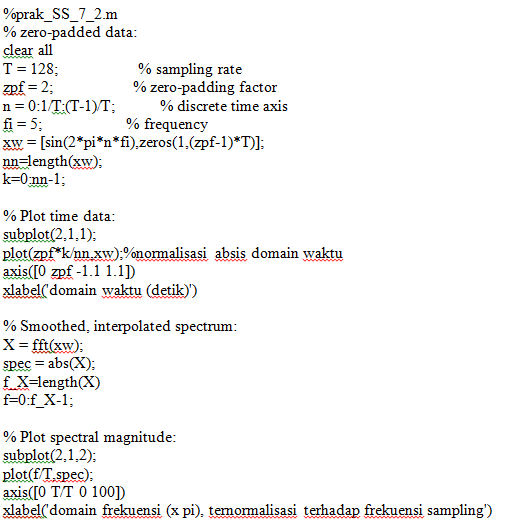 %prak_SS_7_2.m
% zero-padded data:
clear all
T = 128; % sampling rate
zpf = 2; % zero-padding factor
n = 0:1/T:(T-1)/T; % discrete time axis
fi = 5; % frequency
xw = [sin(2*pi*n*fi),zeros(1,(zpf-1)*T)];
nn=length(xw);
k=0:nn-1;
% Plot time data:
subplot(2,1,1);
plot(zpf*k/nn,xw);%normalisasi absis domain waktu
axis([0 zpf -1.1 1.1])
xlabel('domain waktu (detik)')
% Smoothed, interpolated spectrum:
X = fft(xw);
spec = abs(X);
f_X=length(X)
f=0:f_X-1;
% Plot spectral magnitude:
subplot(2,1,2);
plot(f/T,spec);
axis([0 T/T 0 100])
xlabel('domain frekuensi (x pi), ternormalisasi terhadap frekuensi sampling')